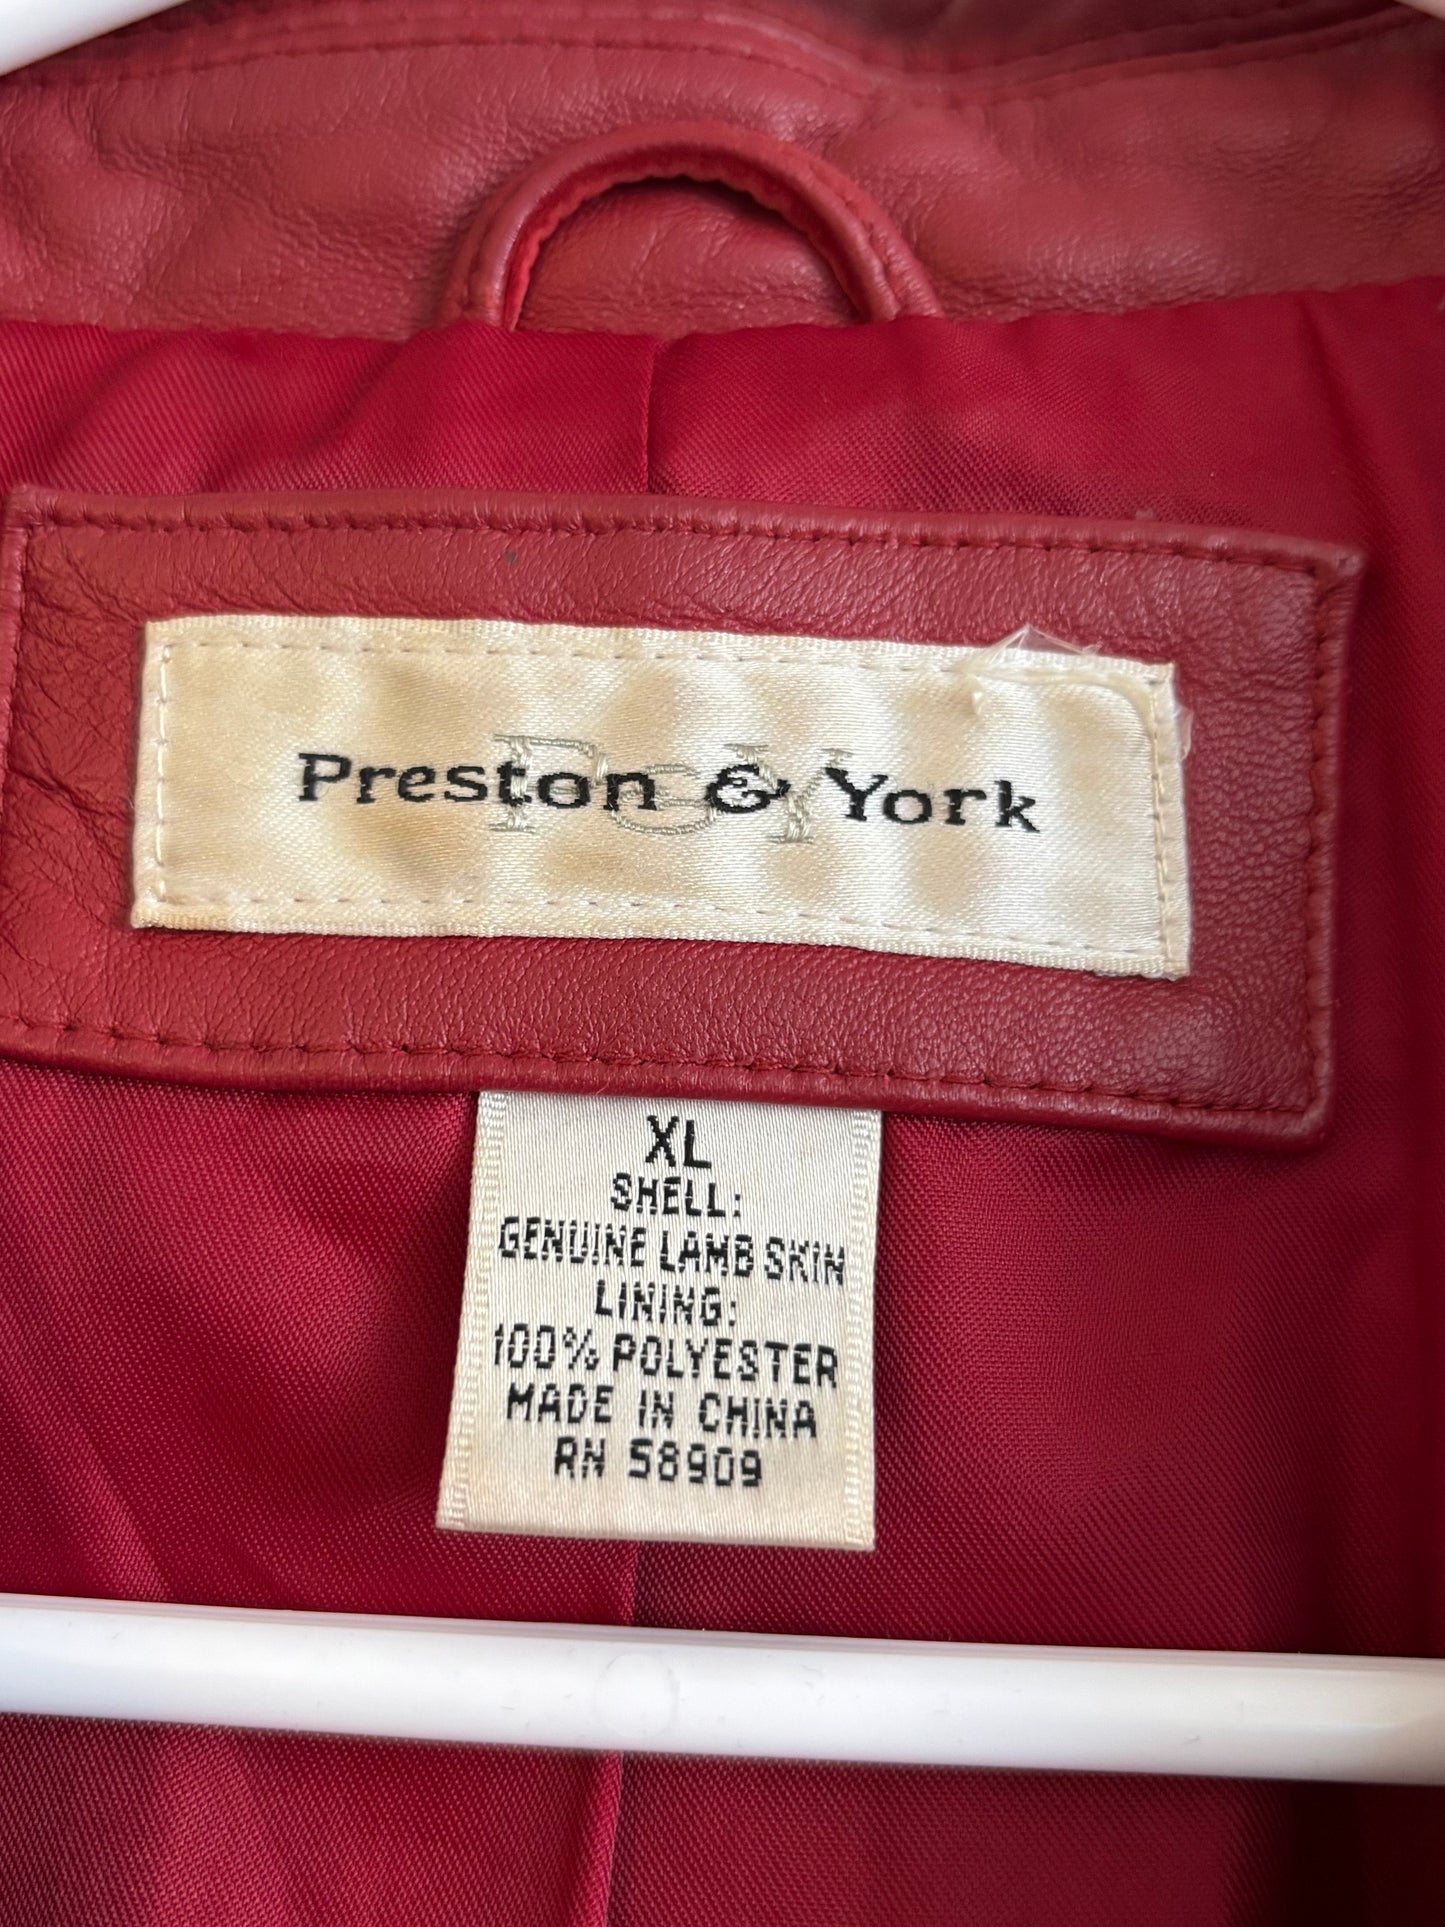 Preston & York
P&Y
XL
SHELL:
GENUINE LAMB SKIN
LINING:
100% POLYESTER
MADE IN CHINA
RN 58909